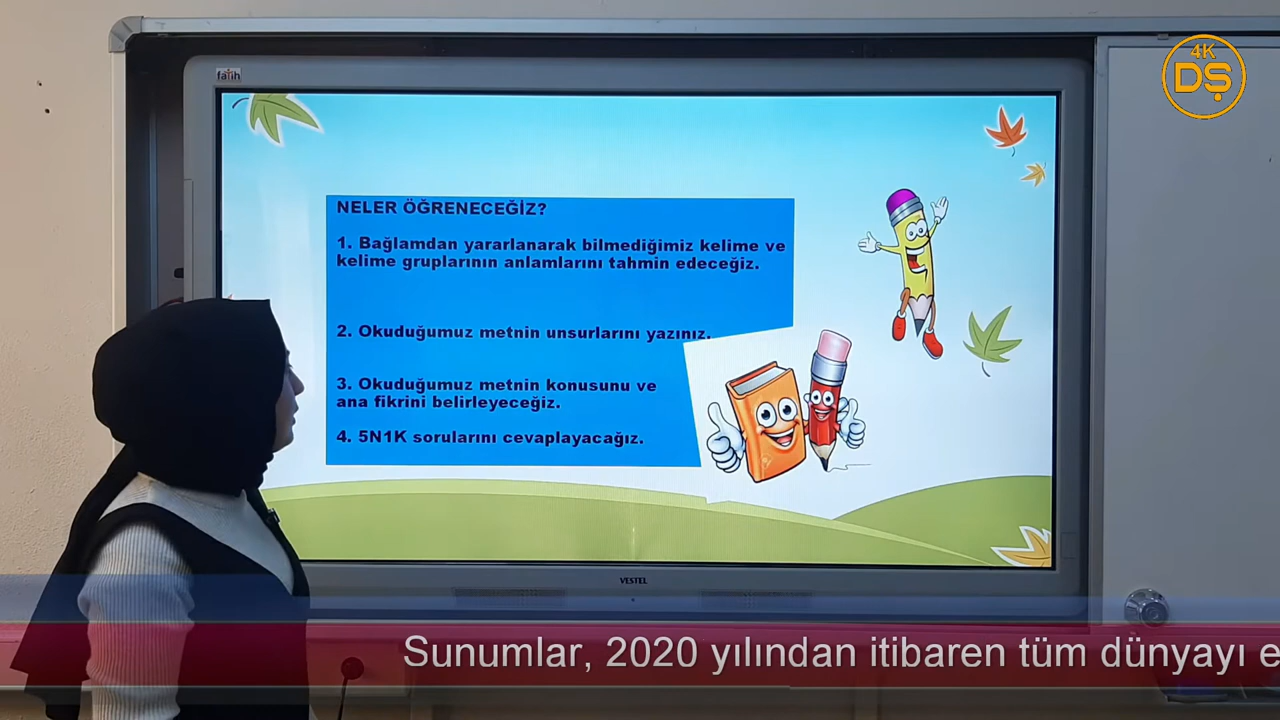 4K
DŞ
fatih
NELER ÖĞRENECEĞİZ?
1. Bağlamdan yararlanarak bilmediğimiz kelime ve
kelime gruplarının anlamlarını tahmin edeceğiz.
2. Okuduğumuz metnin unsurlarını yazınız.
3. Okuduğumuz metnin konusunu ve
ana fikrini belirleyeceğiz.
4. 5N1K sorularını cevaplayacağız.
VESTEL
Sunumlar, 2020 yılından itibaren tüm dünyayı e